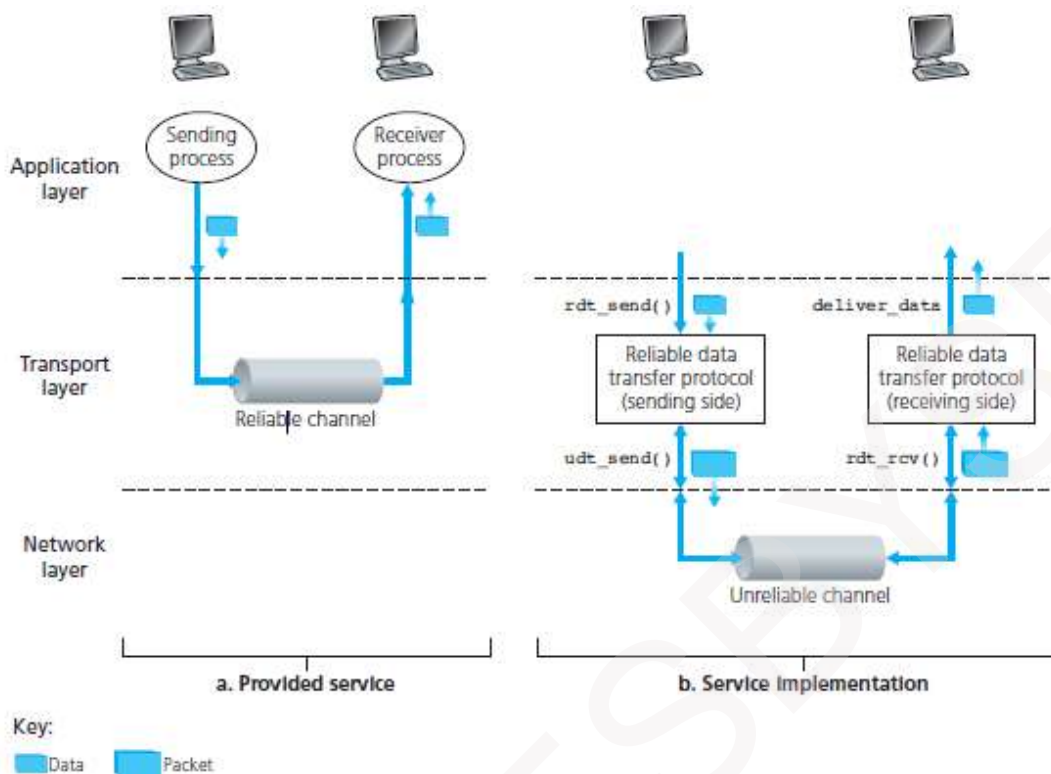 Sending
process
Receiver
process
Application
layer
rdt_send()
deliver_data
Transport
layer
Reliable data
transfer protocol
(sending side)
Reliable data
transfer protocol
(receiving side)
Reliable channel
udt_send()
rdt_rcv()
Network
layer
Unreliable channel
a. Provided service
b. Service implementation
Key:
Data
Packet